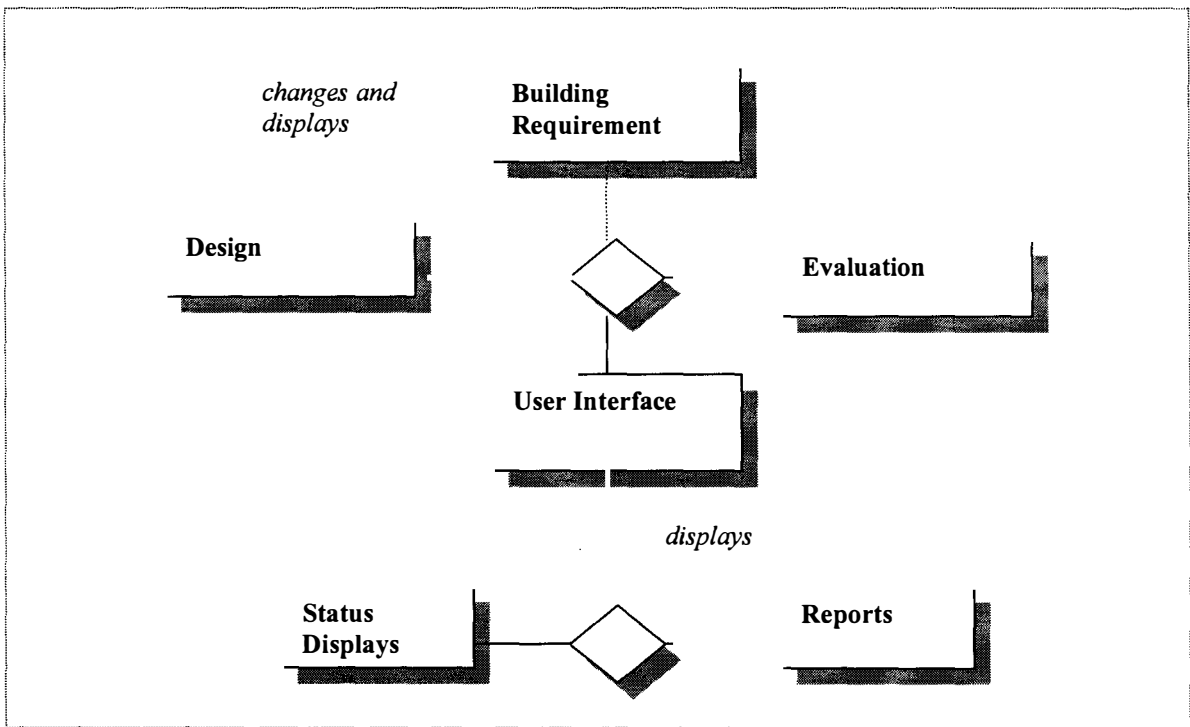 changes and
displays
Building
Requirement
Design
Evaluation
User Interface
displays
Status
Displays
Reports